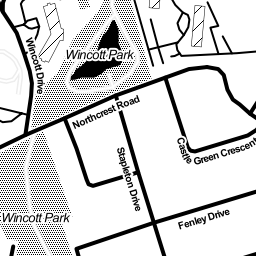 Wincott Park
Wincott Drive
Northcrest Road
Stapleton Drive
Castle
Green Crescent
Wincott Park
Fenley Drive